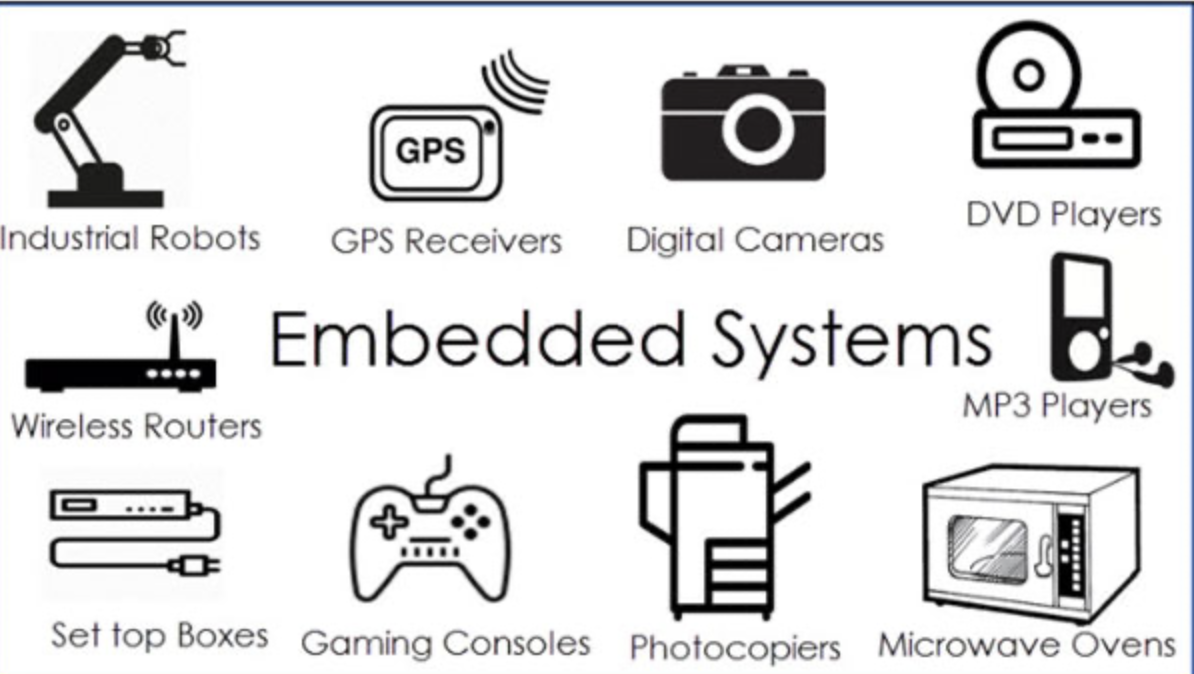 GPS
Industrial Robots
GPS Receivers
Digital Cameras
DVD Players
Embedded Systems
Wireless Routers
MP3 Players
Set top Boxes
Gaming Consoles
Photocopiers
Microwave Ovens